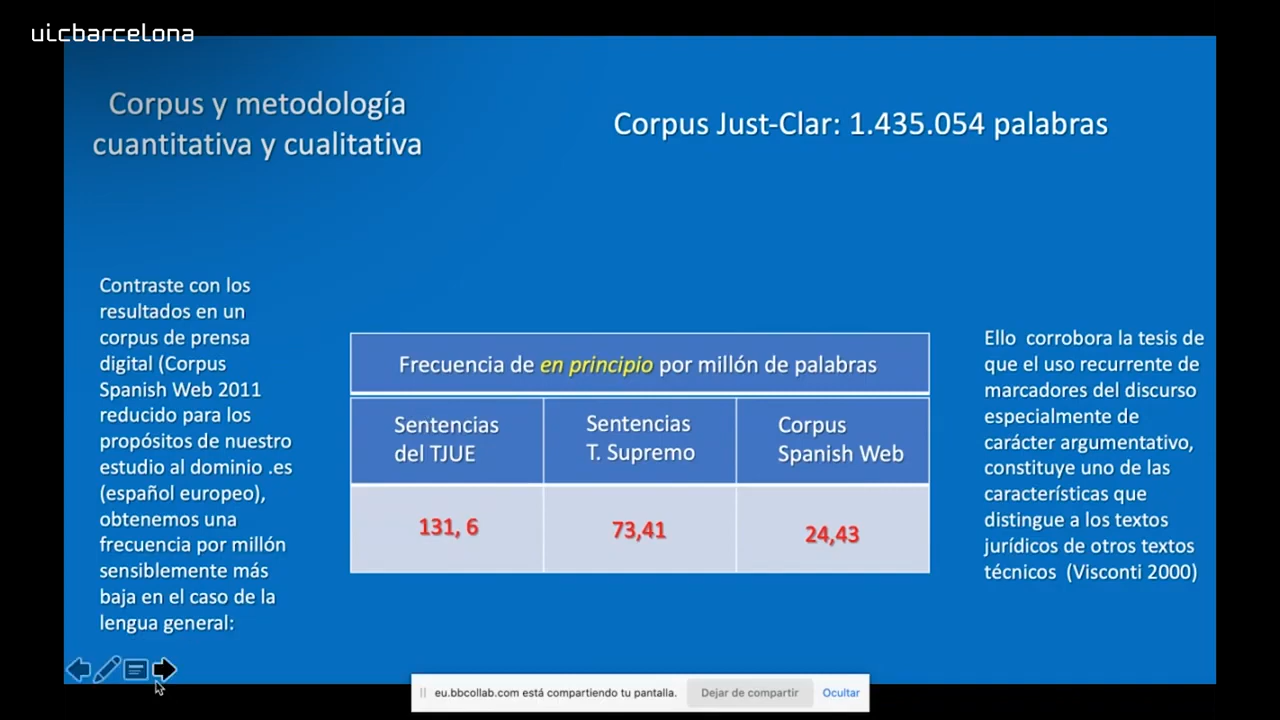 uicbarcelona
Corpus y metodología
cuantitativa y cualitativa
Corpus Just-Clar: 1.435.054 palabras
Contraste con los
resultados en un
corpus de prensa
digital (Corpus
Spanish Web 2011
reducido para los
propósitos de nuestro
estudio al dominio .es
(español europeo),
obtenemos una
frecuencia por millón
sensiblemente más
baja en el caso de la
lengua general:
Frecuencia de en principio por millón de palabras
Sentencias
del TJUE
Sentencias
T. Supremo
Corpus
Spanish Web
131, 6
73,41
24,43
Ello corrobora la tesis de
que el uso recurrente de
marcadores del discurso
especialmente de
carácter argumentativo,
constituye uno de las
características que
distingue a los textos
jurídicos de otros textos
técnicos (Visconti 2000)
eu.bbcollab.com está compartiendo tu pantalla.
Dejar de compartir
Ocultar